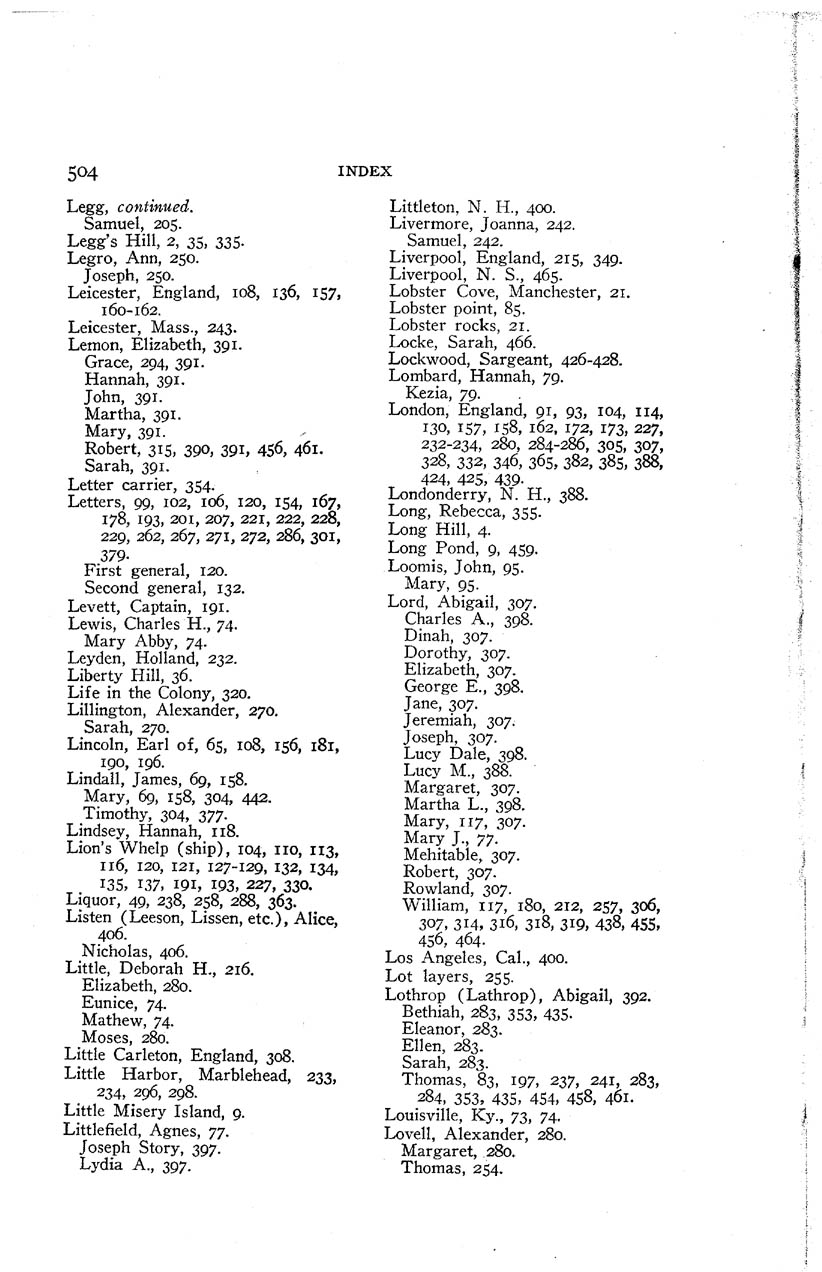 504
INDEX
Legg, continued.
Samuel, 205.
Legg's Hill, 2, 35, 335.
Legro, Ann, 250.
Joseph, 250.
Leicester, England, 108, 136, 157,
160-162.
Leicester, Mass., 243.
Lemon, Elizabeth, 391.
Grace, 294, 391.
Hannah, 391.
John, 391.
Martha, 391.
Mary, 391.
Robert, 315, 390, 391, 456, 461.
Sarah, 391.
Letter carrier, 354.
Letters, 99, 102, 106, 120, 154, 167,
178, 193, 201, 207, 221, 222, 228,
229, 262, 267, 271, 272, 286, 301,
379.
First general, 120.
Second general, 132.
Levett, Captain, 191.
Lewis, Charles H., 74.
Mary Abby, 74.
Leyden, Holland, 232.
Liberty Hill, 36.
Life in the Colony, 320.
Lillington, Alexander, 270.
Sarah, 270.
Lincoln, Earl of, 65, 108, 156, 181,
190, 196.
Lindall, James, 69, 158.
Mary, 69, 158, 304, 442.
Timothy, 304, 377.
Lindsey, Hannah, 118.
Lion's Whelp (ship), 104, 110, 113,
116, 120, 121, 127-129, 132, 134,
135, 137, 191, 193, 227, 330.
Liquor, 49, 238, 258, 288, 363.
Listen (Leeson, Lissen, etc.), Alice,
406.
Nicholas, 406.
Little, Deborah H., 216.
Elizabeth, 280.
Eunice, 74.
Mathew, 74.
Moses, 280.
Little Carleton, England, 308.
Little Harbor, Marblehead, 233,
234, 296, 298.
Little Misery Island, 9.
Littlefield, Agnes, 77.
Joseph Story, 397.
Lydia A., 397.
Littleton, N. H., 400.
Livermore, Joanna, 242.
Samuel, 242.
Liverpool, England, 215, 349.
Liverpool, N. S., 465.
Lobster Cove, Manchester, 21.
Lobster point, 85.
Lobster rocks, 21.
Locke, Sarah, 466.
Lockwood, Sargeant, 426-428.
Lombard, Hannah, 79.
Kezia, 79.
London, England, 91, 93, 104, 114,
130, 157, 158, 162, 172, 173, 227,
232-234, 280, 284-286, 305, 307,
328, 332, 346, 365, 382, 385, 388,
424, 425, 439.
Londonderry, N. H., 388.
Long, Rebecca, 355.
Long Hill, 4.
Long Pond, 9, 459.
Loomis, John, 95.
Mary, 95.
Lord, Abigail, 307.
Charles A., 398.
Dinah, 307.
Dorothy, 307.
Elizabeth, 307.
George E., 398.
Jane, 307.
Jeremiah, 307.
Joseph, 307.
Lucy Dale, 398.
Lucy M., 388.
Margaret, 307.
Martha L., 398.
Mary, 117, 307.
Mary J., 77.
Mehitable, 307.
Robert, 307.
Rowland, 307.
William, 117, 180, 212, 257, 306,
307, 314, 316, 318, 319, 438, 455,
456, 464.
Los Angeles, Cal., 400.
Lot layers, 255.
Lothrop (Lathrop), Abigail, 392.
Bethiah, 283, 353, 435.
Eleanor, 283.
Ellen, 283.
Sarah, 283.
Thomas, 83, 197, 237, 241, 283,
284, 353, 435, 454, 458, 461.
Louisville, Ky., 73, 74.
Lovell, Alexander, 280.
Margaret, 280.
Thomas, 254.